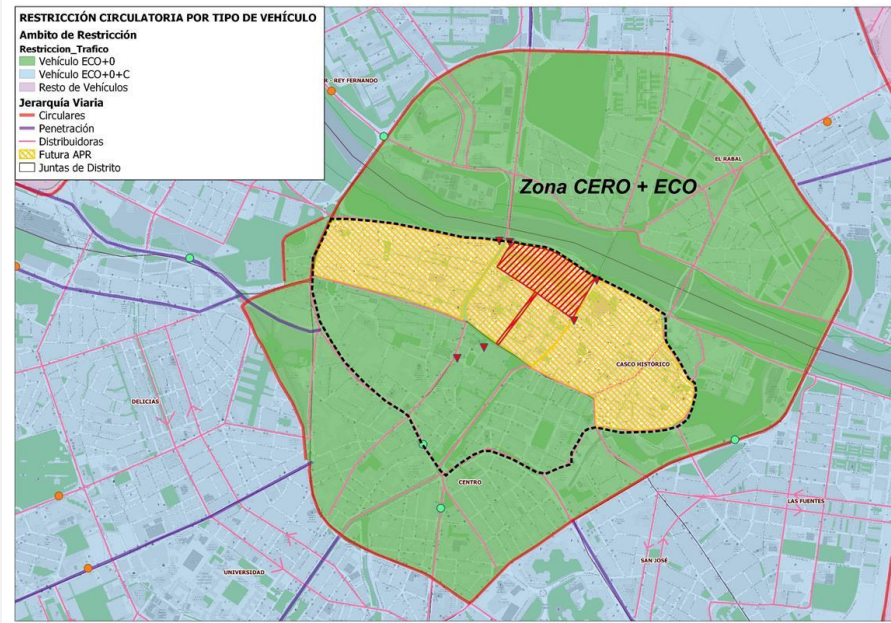 RESTRICCIÓN CIRCULATORIA POR TIPO DE VEHÍCULO
Ambito de Restricción
Restriccion_Trafico
Vehículo ECO+0
Vehículo ECO+0+C
Resto de Vehículos
Jerarquía Viaria
Circulares
Penetración
Distribuidoras
Futura APR
Juntas de Distrito
R - REY FERNANDO
EL RABAL
Zona CERO + ECO
CASCO HISTÓRICO
DELICIAS
CENTRO
LAS FUENTES
SAN JOSÉ
UNIVERSIDAD